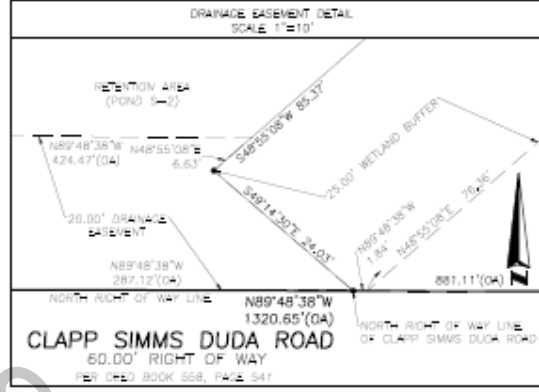 DRAINAGE EASEMENT DETAIL
SCALE 1"=10'
RETENTION AREA
(POND S-2)
S48°55'08"W 85.37'
25.00' WETLAND BUFFER
N89°48'38"W
424.47'(OA)
N48°55'08"E
6.63'
S49°14'30"E 24.03'
N89°48'38"W
1.84'
N48°55'08"E 76.36'
20.00' DRAINAGE
EASEMENT
N89°48'38"W
287.12'(OA)
881.11'(OA)
N
NORTH RIGHT OF WAY LINE
N89°48'38"W
1320.65'(OA)
NORTH RIGHT OF WAY LINE
OF CLAPP SIMMS DUDA ROAD
CLAPP SIMMS DUDA ROAD
60.00' RIGHT OF WAY
PER DEED BOOK 558, PAGE 541